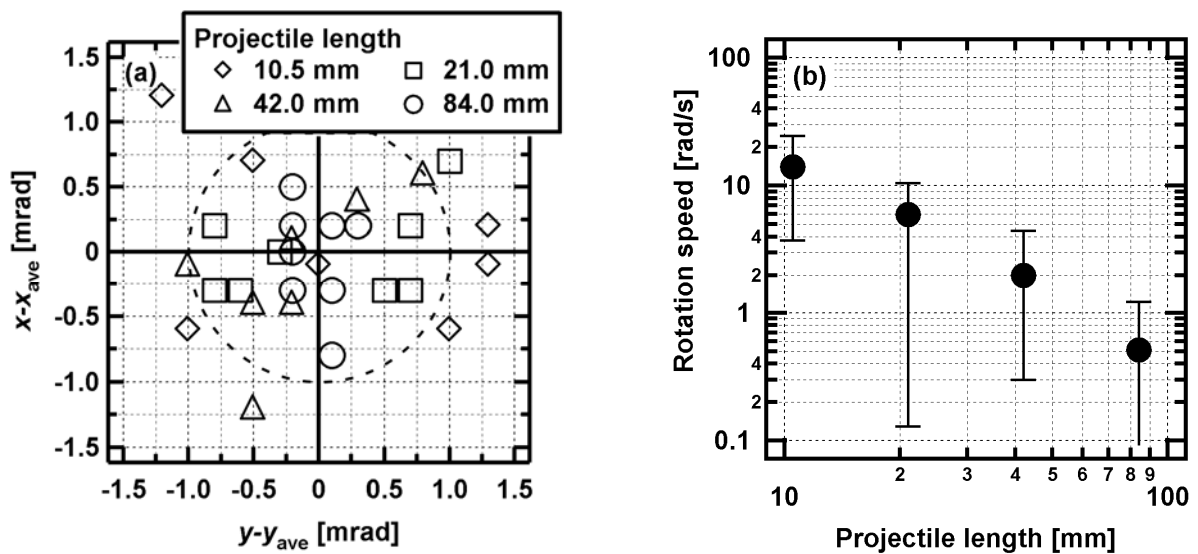 Projectile length
◇ 10.5 mm □ 21.0 mm
△ 42.0 mm ○ 84.0 mm
(a)
1.5
1.0
0.5
0
-0.5
-1.0
-1.5
x-xave [mrad]
-1.5 -1.0 -0.5 0 0.5 1.0 1.5
y-yave [mrad]
(b)
100
4
2
10
4
2
1
4
2
0.1
Rotation speed [rad/s]
2 3 4 5 6 7 8 9
10 100
Projectile length [mm]